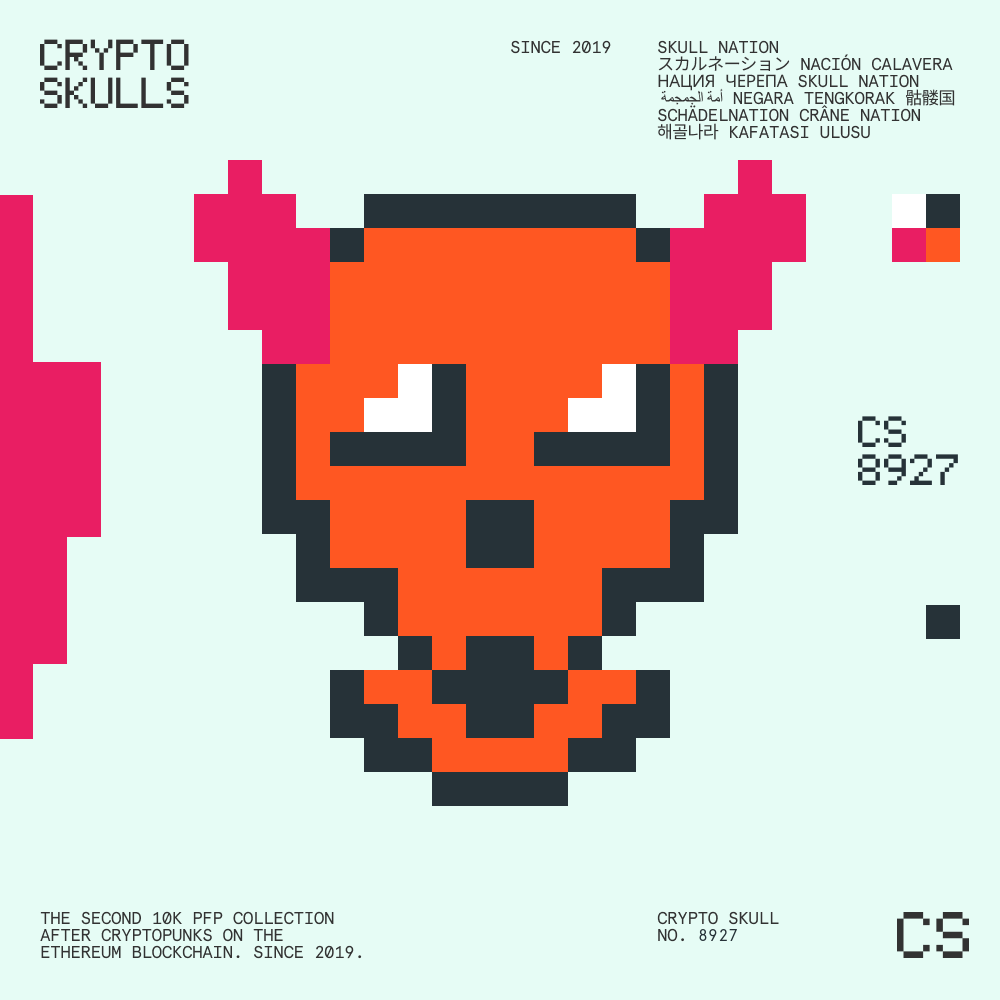 CRYPTO
SKULLS
SINCE 2019
SKULL NATION
スカルネーション NACIÓN CALAVERA
НАЦИЯ ЧЕРЕПА SKULL NATION
أمة الجمجمة NEGARA TENGKORAK 骷髅国
SCHÄDELNATION CRÂNE NATION
해골나라 KAFATASI ULUSU
CS
8927
THE SECOND 10K PFP COLLECTION
AFTER CRYPTOPUNKS ON THE
ETHEREUM BLOCKCHAIN. SINCE 2019.
CRYPTO SKULL
NO. 8927
CS